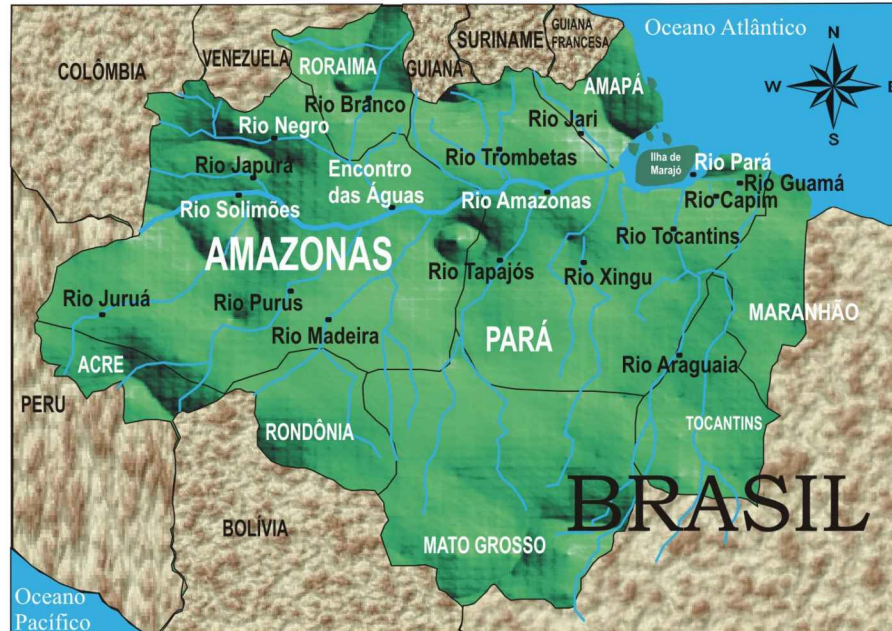 Oceano Atlântico
N
W
E
S
COLÔMBIA
VENEZUELA
RORAIMA
GUIANA
SURINAME
GUIANA
FRANCESA
AMAPÁ
Rio Branco
Rio Negro
Rio Jari
Rio Japurá
Encontro
das Águas
Rio Trombetas
Ilha de
Marajó
Rio Pará
Rio Guamá
Rio Capim
Rio Solimões
Rio Amazonas
Rio Tocantins
AMAZONAS
Rio Tapajós
Rio Xingu
Rio Juruá
Rio Purus
Rio Madeira
PARÁ
MARANHÃO
ACRE
Rio Araguaia
PERU
RONDÔNIA
TOCANTINS
BRASIL
BOLÍVIA
MATO GROSSO
Oceano
Pacífico